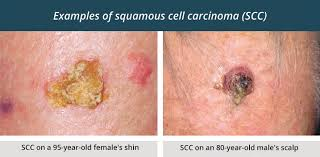 Examples of squamous cell carcinoma (SCC)
SCC on a 95-year-old female's shin
SCC on an 80-year-old male's scalp